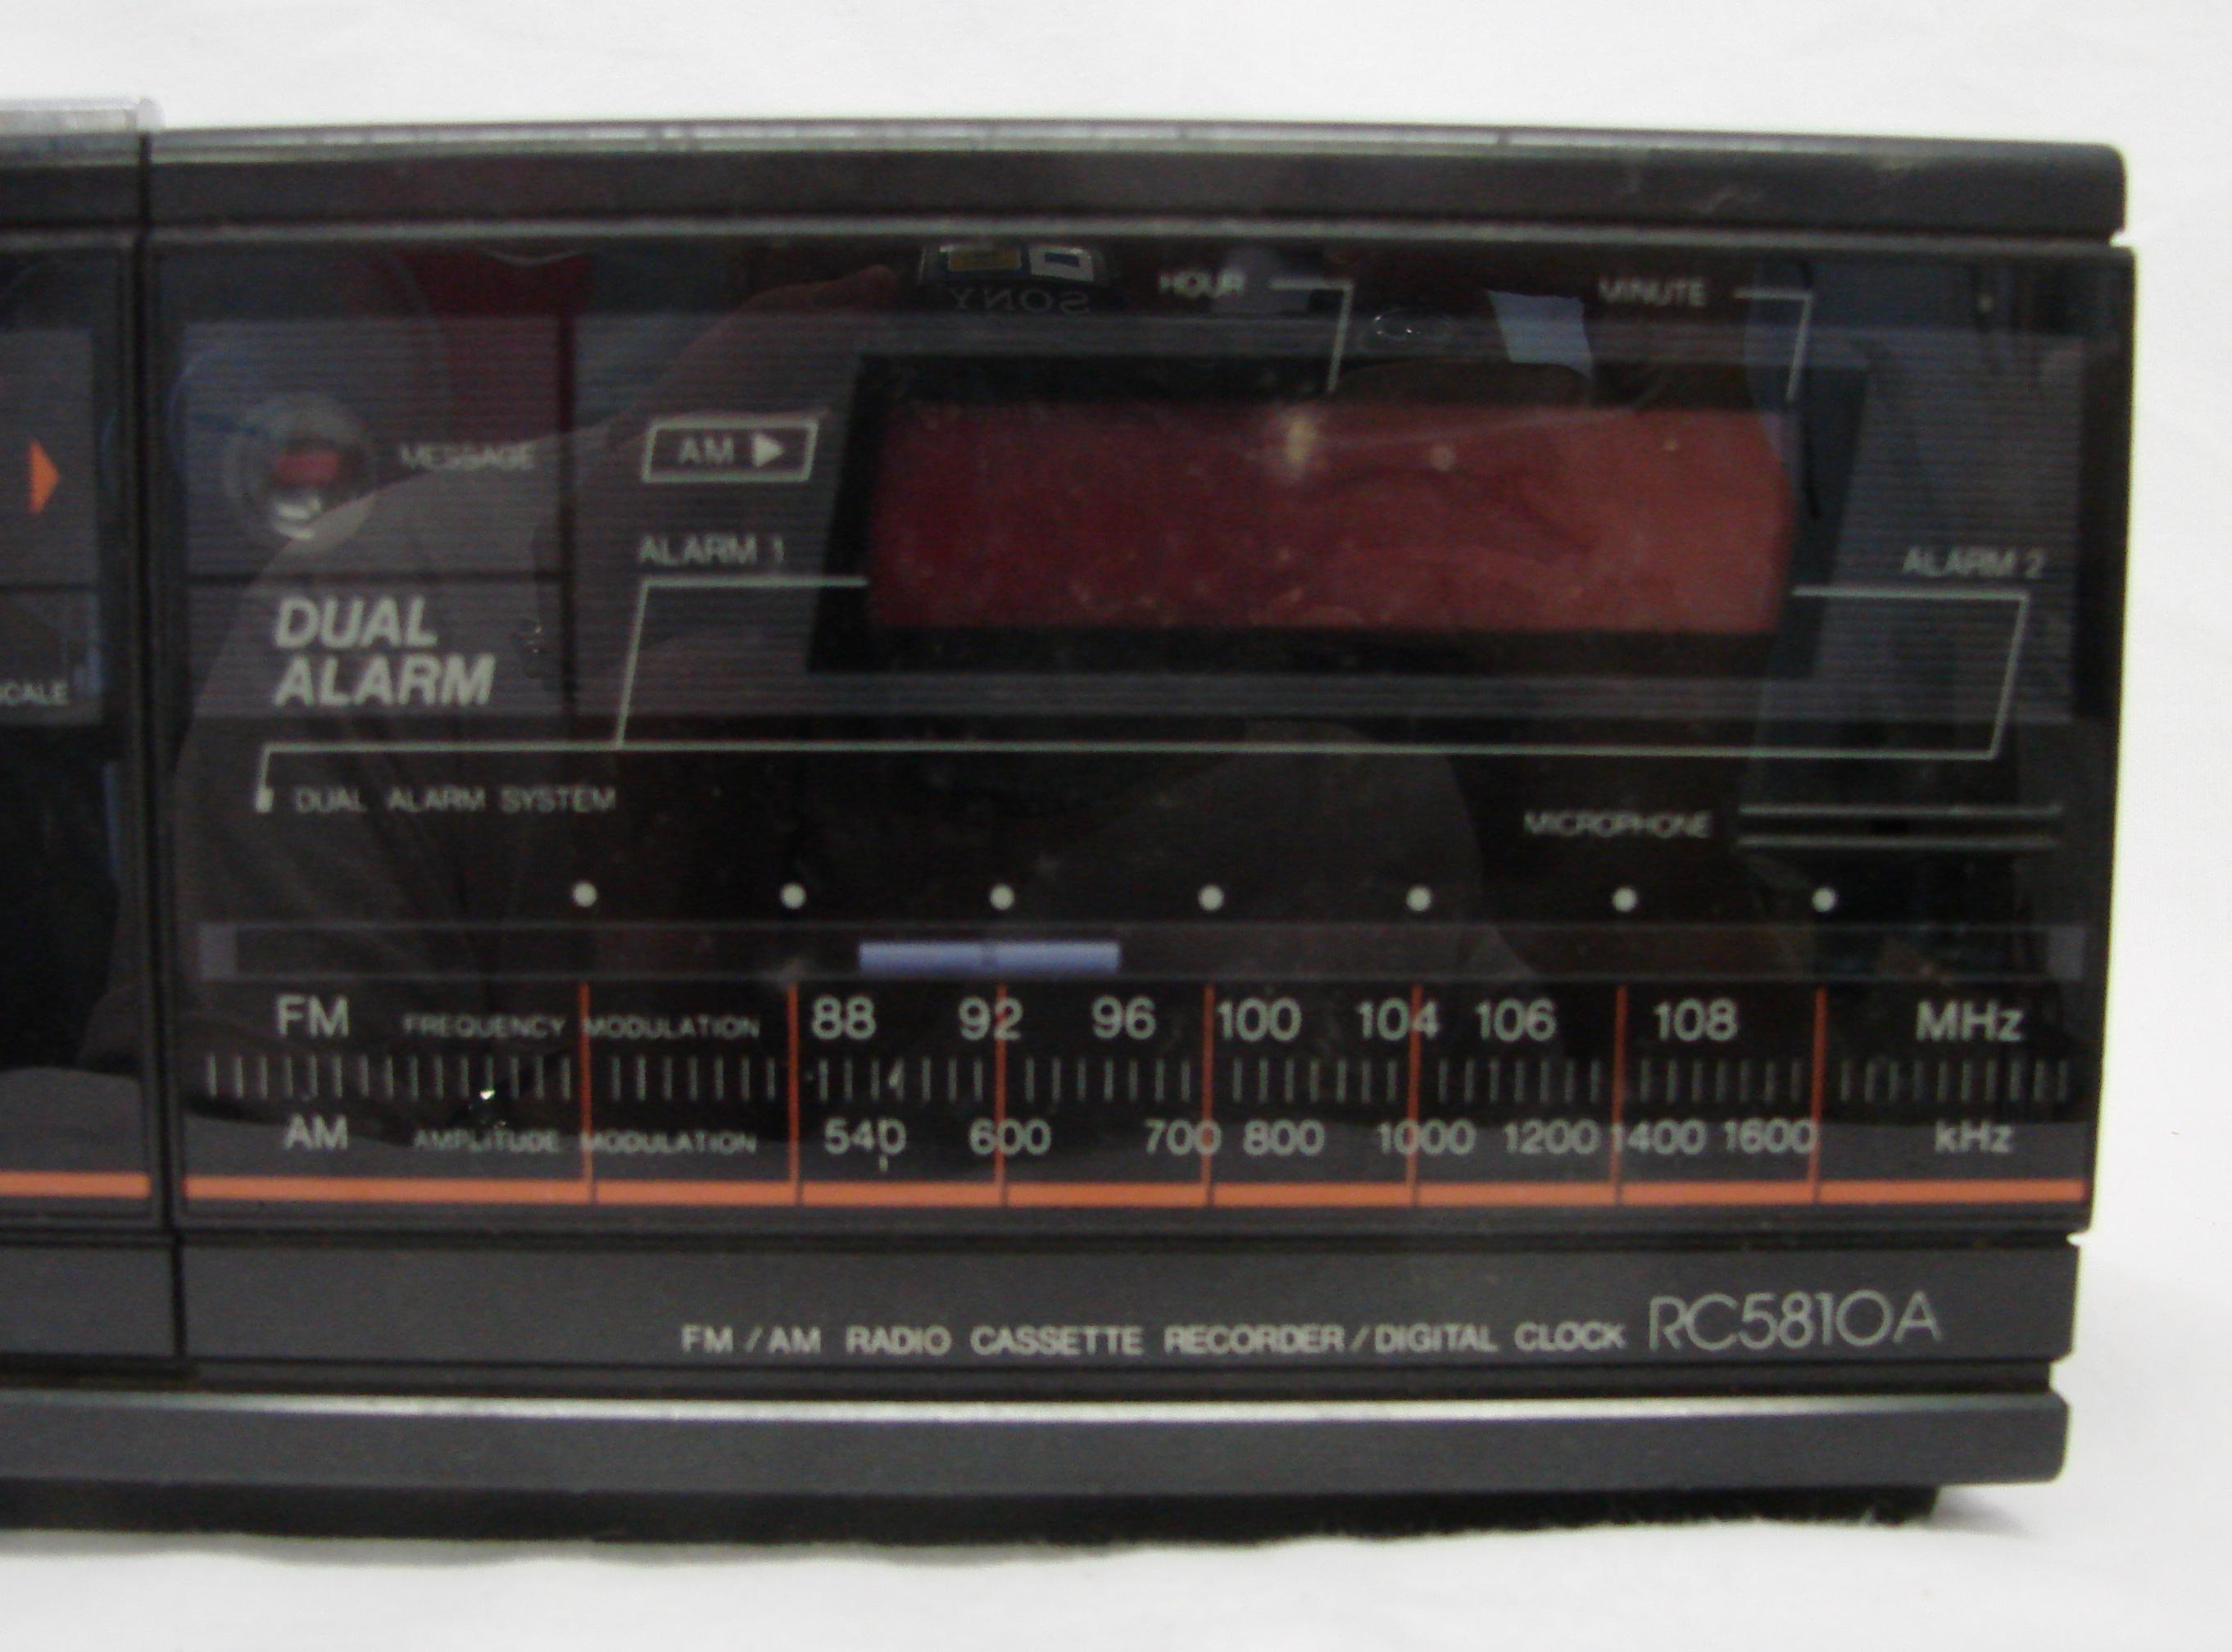 SONY
HOUR
MINUTE
MESSAGE
AM
ALARM 1
ALARM 2
DUAL
ALARM
SCALE
DUAL ALARM SYSTEM
MICROPHONE
FM FREQUENCY MODULATION 88 92 96 100 104 106 108 MHz
AM AMPLITUDE MODULATION 540 600 700 800 1000 1200 1400 1600 kHz
FM / AM RADIO CASSETTE RECORDER / DIGITAL CLOCK RC5810A